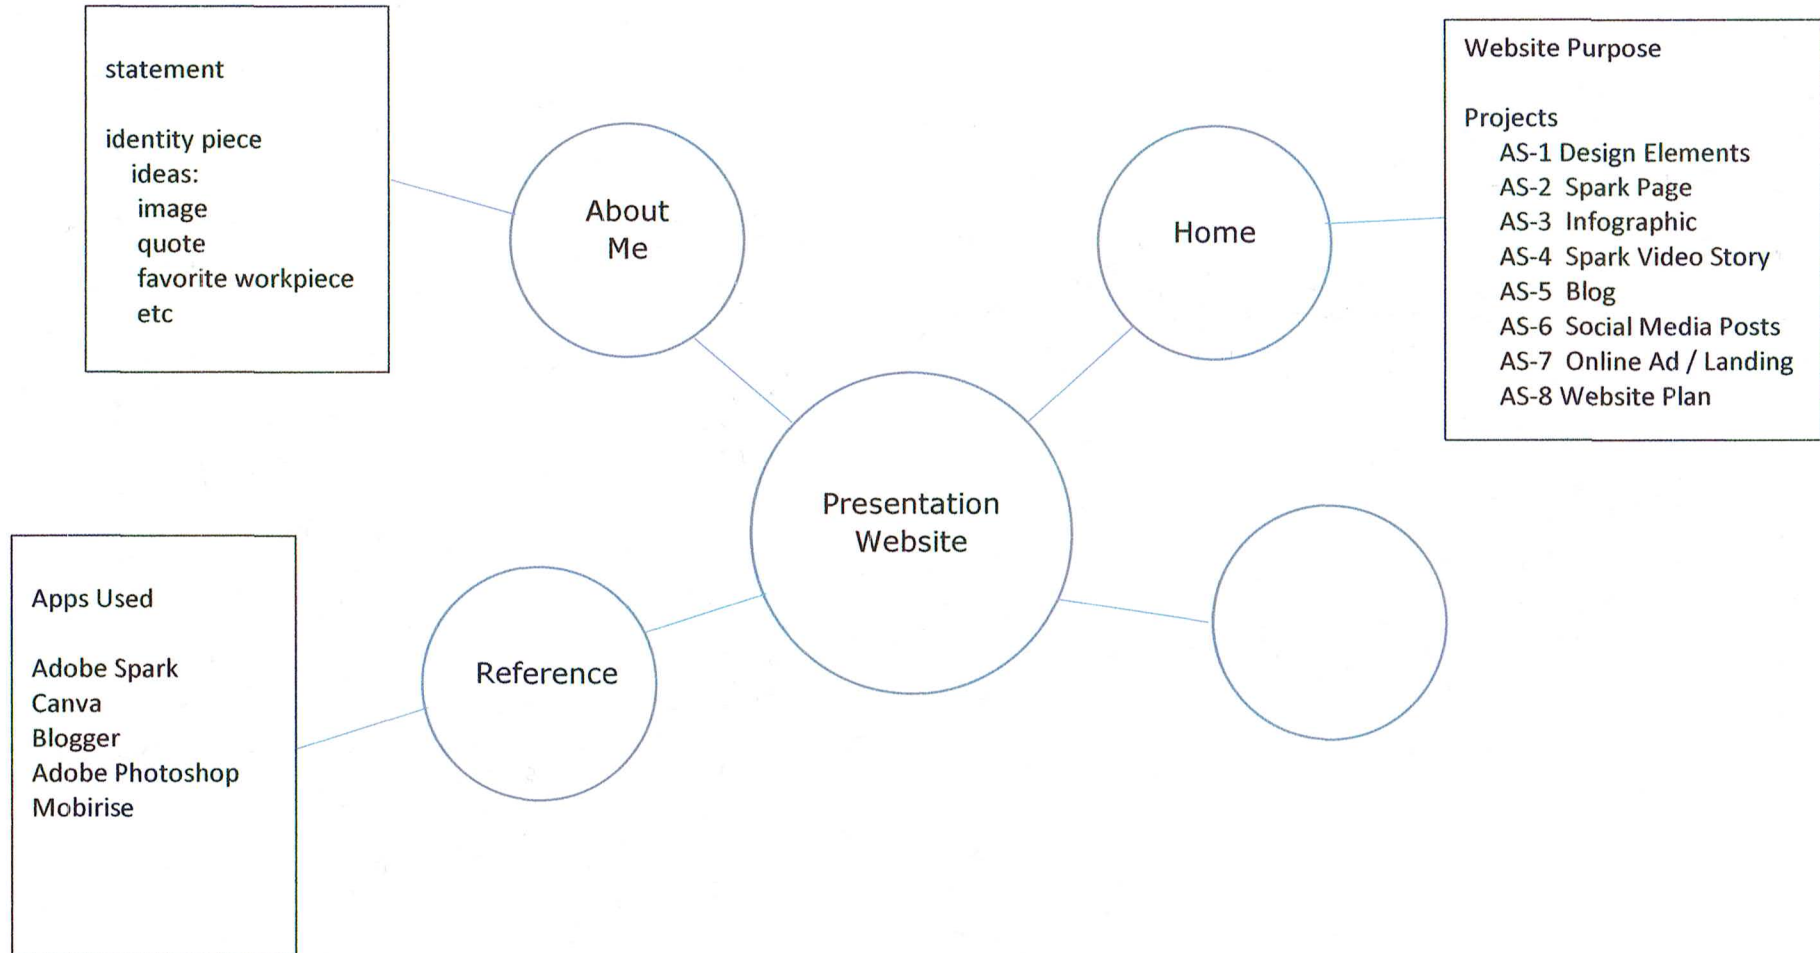 statement
identity piece
ideas:
image
quote
favorite workpiece
etc
About
Me
Home
Website Purpose
Projects
AS-1 Design Elements
AS-2 Spark Page
AS-3 Infographic
AS-4 Spark Video Story
AS-5 Blog
AS-6 Social Media Posts
AS-7 Online Ad / Landing
AS-8 Website Plan
Presentation
Website
Reference
Apps Used
Adobe Spark
Canva
Blogger
Adobe Photoshop
Mobirise